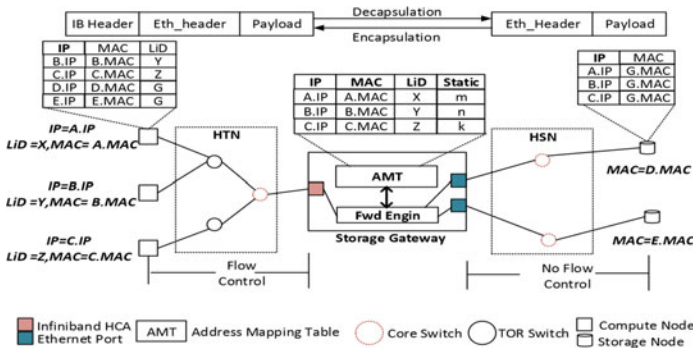 IB Header Eth_header Payload
Decapsulation
Encapsulation
Eth_Header Payload
IP MAC LiD
B.IP B.MAC Y
C.IP C.MAC Z
D.IP D.MAC G
E.IP E.MAC G
IP MAC LiD Static
A.IP A.MAC X m
B.IP B.MAC Y n
C.IP C.MAC Z k
IP MAC
A.IP G.MAC
B.IP G.MAC
C.IP G.MAC
IP=A.IP
LiD =X,MAC= A.MAC
IP=B.IP
LiD =Y,MAC= B.MAC
IP=C.IP
LiD =Z,MAC=C.MAC
HTN
AMT
Fwd Engin
Storage Gateway
HSN
MAC=D.MAC
MAC=E.MAC
Flow
Control
No Flow
Control
Infiniband HCA
Ethernet Port
AMT Address Mapping Table
Core Switch
TOR Switch
Compute Node
Storage Node